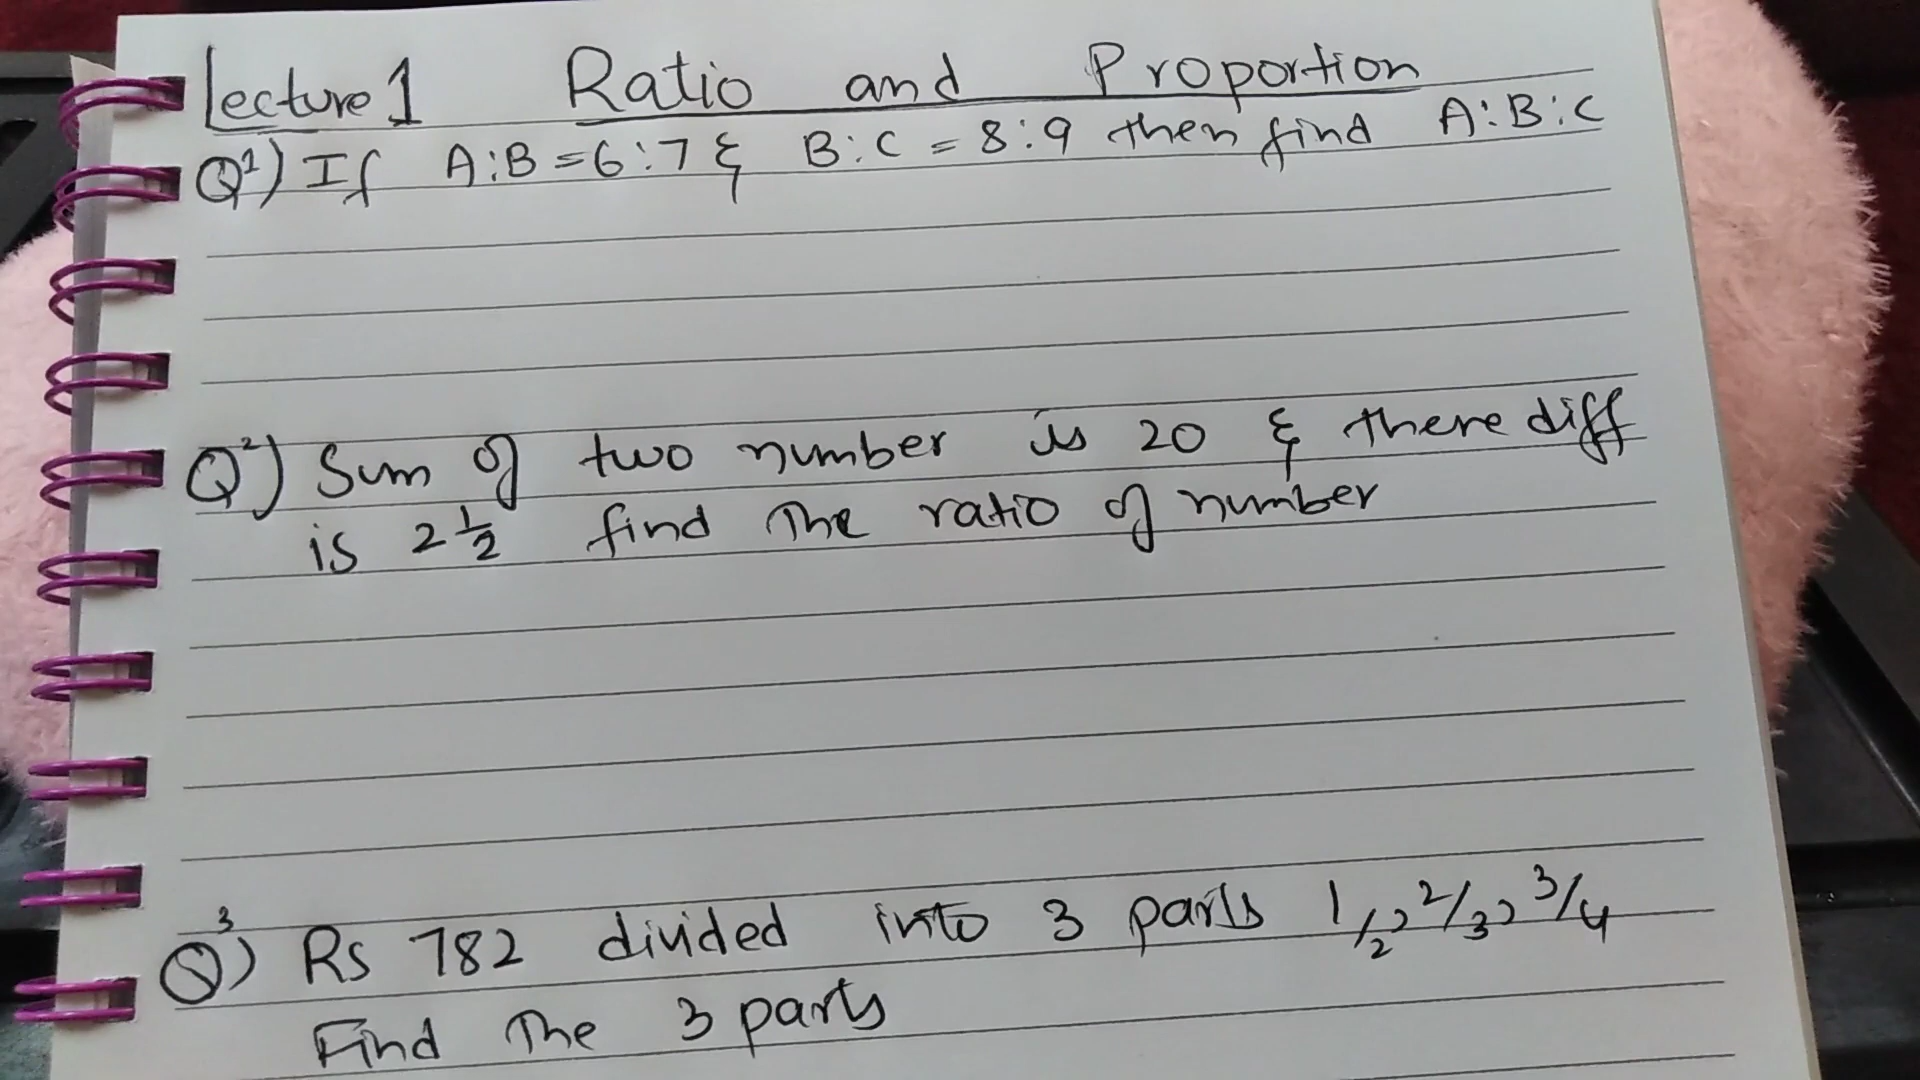 Lecture 1 Ratio and Proportion
Q1) If A:B = 6:7 & B:C = 8:9 then find A:B:C
Q2) Sum of two number is 20 & there diff
is 2 1/2 find the ratio of number
Q3) Rs 782 divided into 3 parts 1/2, 2/3, 3/4
Find the 3 parts